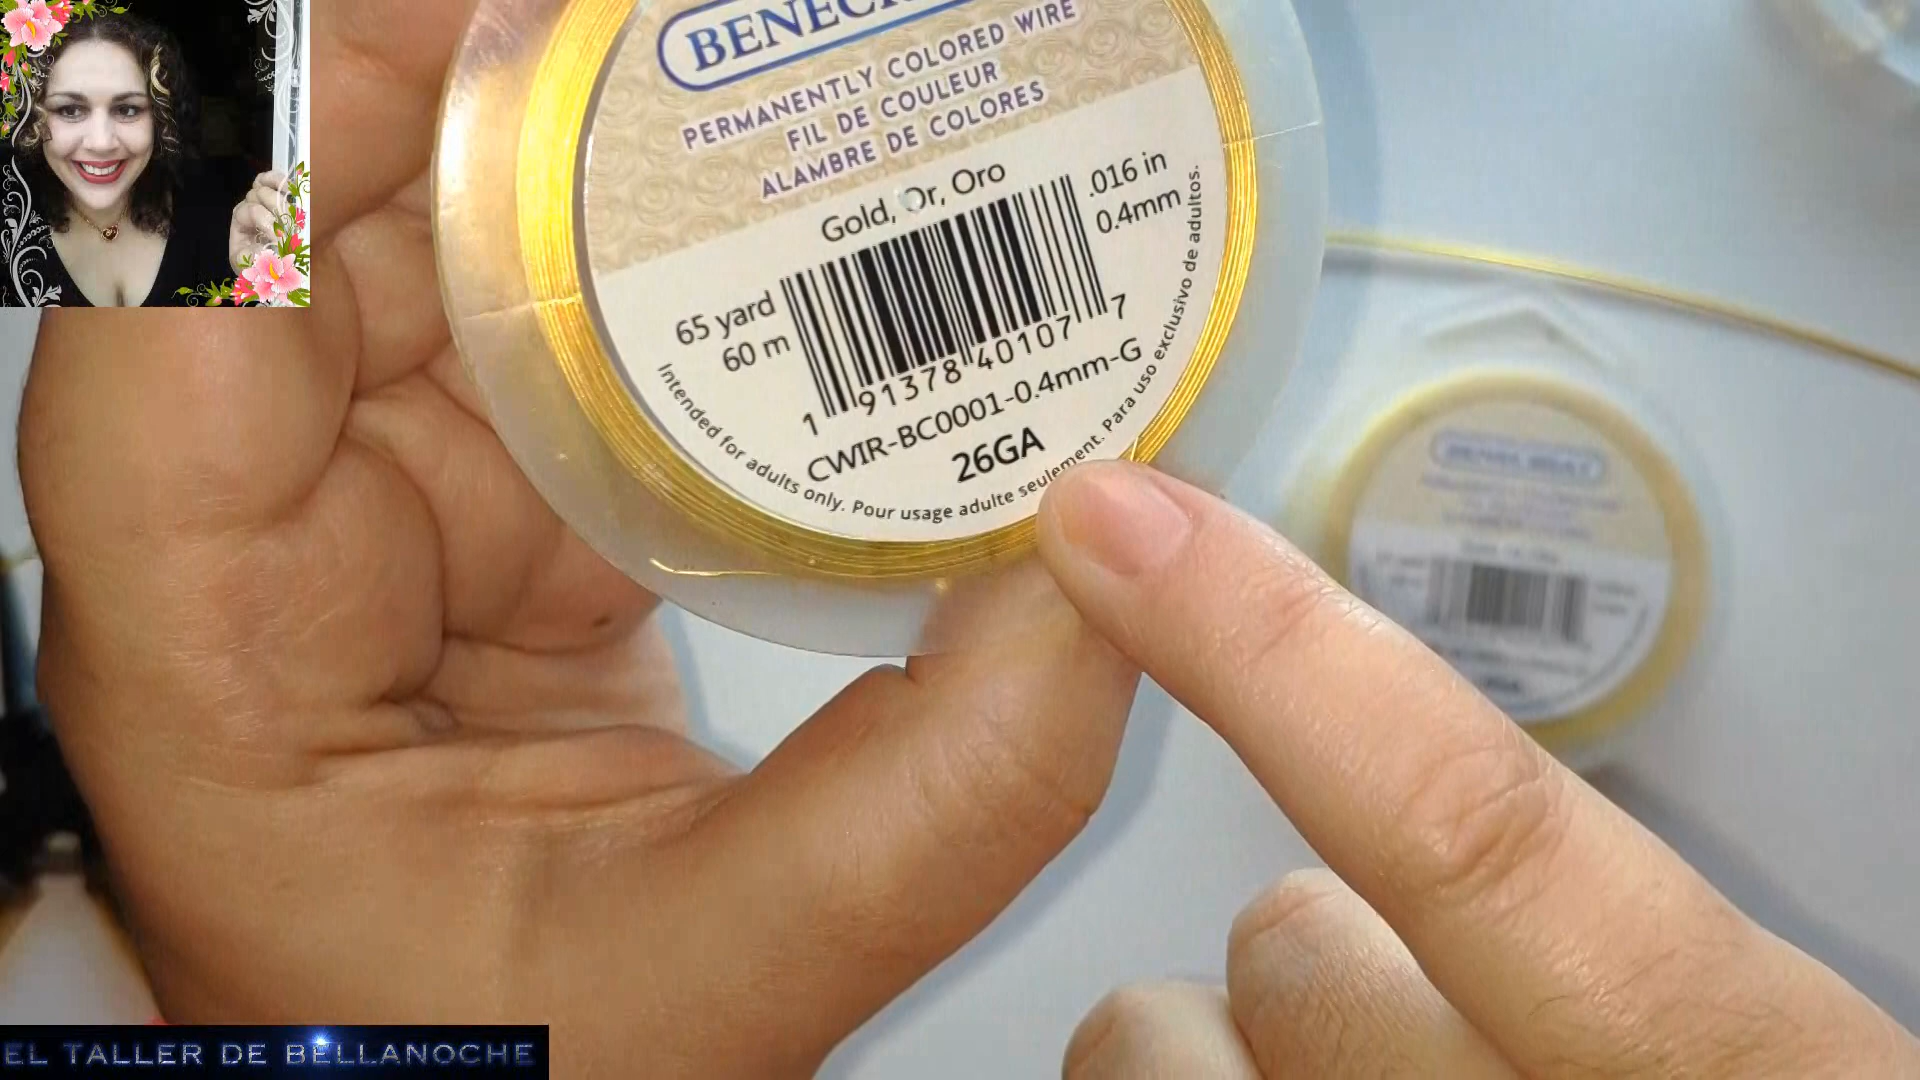 PERMANENTLY COLORED WIRE
FIL DE COULEUR
ALAMBRE DE COLORES
Gold, Or, Oro
.016 in
0.4mm
65 yard
60 m
1 91378 40107 7
CWIR-BC0001-0.4mm-G
26GA
Intended for adults only. Pour usage adulte seulement. Para uso exclusivo de adultos.
EL TALLER DE BELLANOCHE